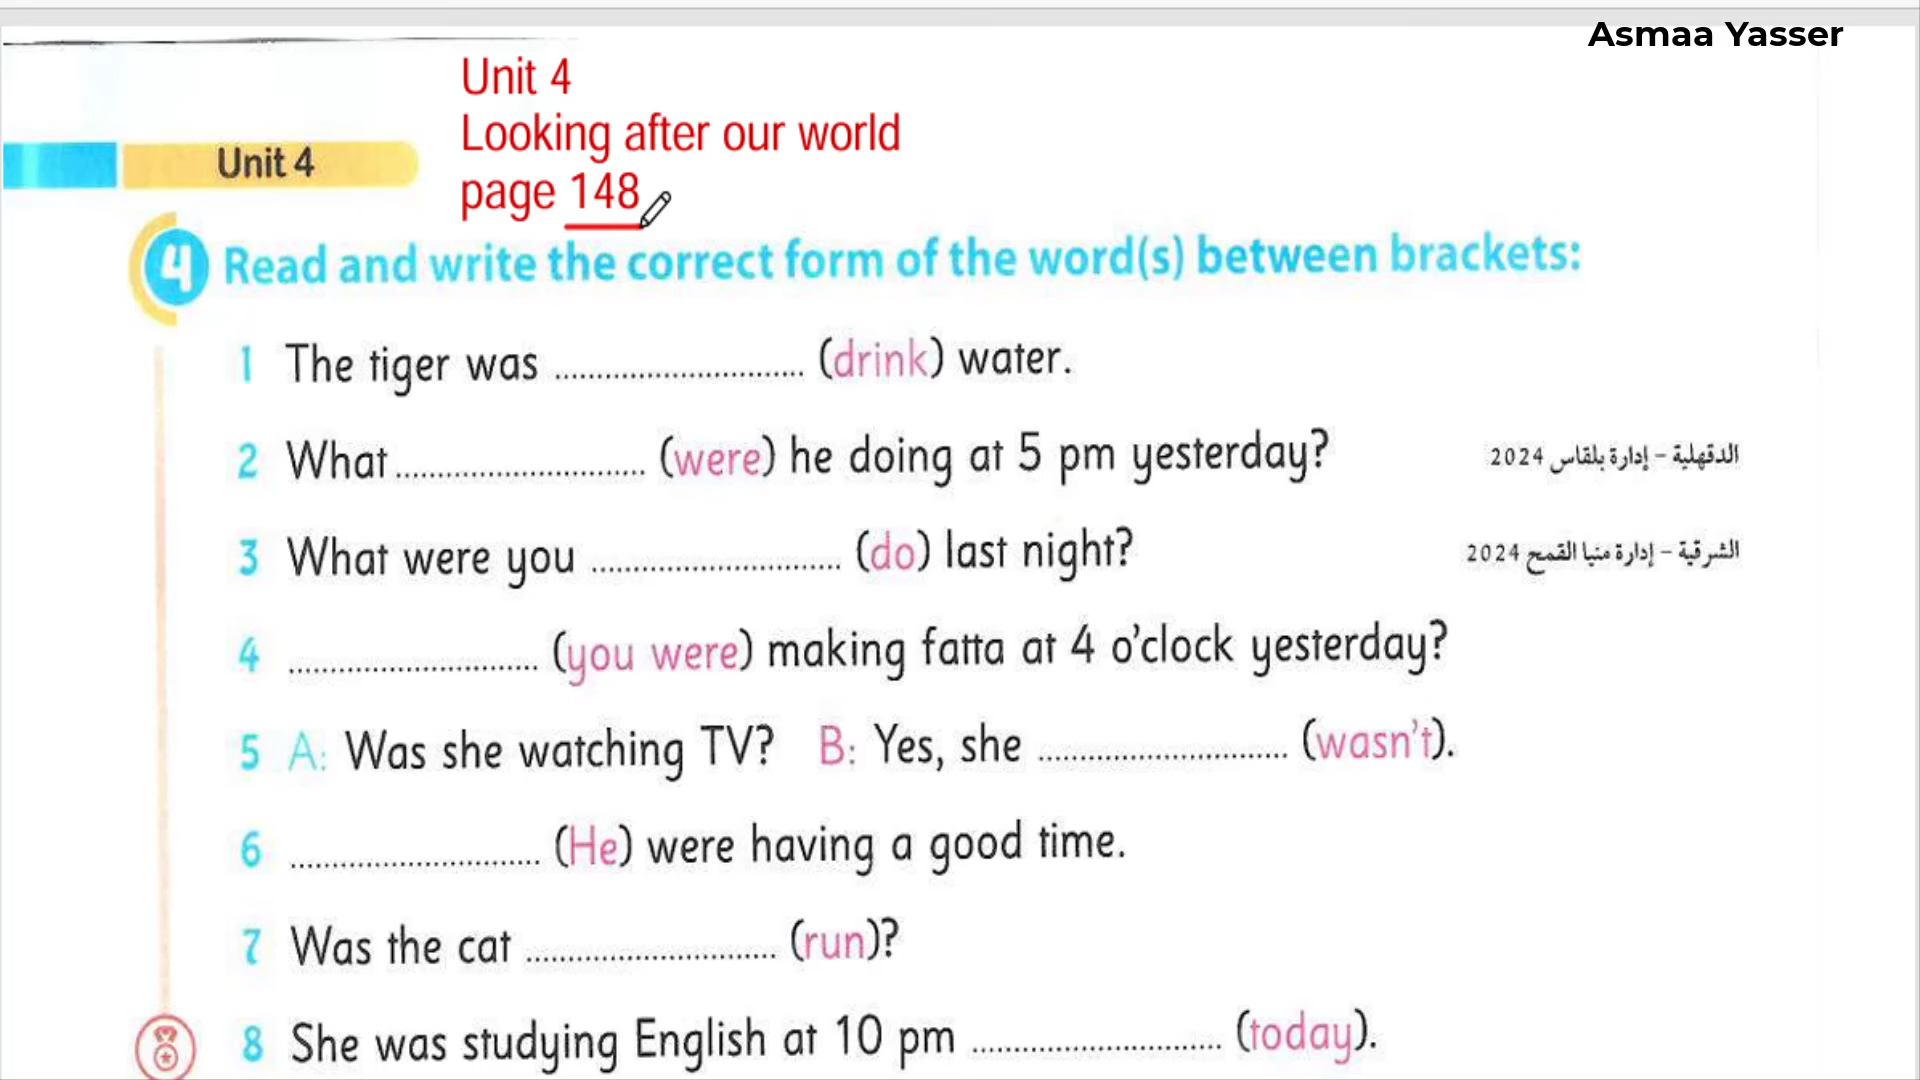 Asmaa Yasser
Unit 4
Looking after our world
page 148
Unit 4
4 Read and write the correct form of the word(s) between brackets:
1 The tiger was .............................. (drink) water.
2 What .............................. (were) he doing at 5 pm yesterday? الدقهلية – إدارة بلقاس 2024
3 What were you .............................. (do) last night? الشرقية – إدارة منيا القمح 2024
4 .............................. (you were) making fatta at 4 o'clock yesterday?
5 A: Was she watching TV? B: Yes, she .............................. (wasn't).
6 .............................. (He) were having a good time.
7 Was the cat .............................. (run)?
8 She was studying English at 10 pm .............................. (today).